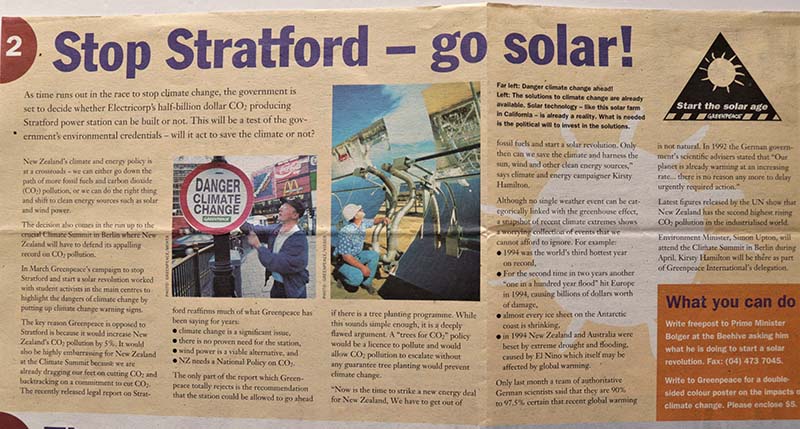 2
Stop Stratford – go solar!
As time runs out in the race to stop climate change, the government is
set to decide whether Electricorp's half-billion dollar CO₂ producing
Stratford power station can be built or not. This will be a test of the gov-
ernment's environmental credentials – will it act to save the climate or not?
New Zealand's climate and energy policy is
at a crossroads – we can either go down the
path of more fossil fuels and carbon dioxide
(CO₂) pollution, or we can do the right thing
and shift to clean energy sources such as solar
and wind power.
The decision also comes in the run up to the
crucial Climate Summit in Berlin where New
Zealand will have to defend its appalling
record on CO₂ pollution.
In March Greenpeace's campaign to stop
Stratford and start a solar revolution worked
with student activists in the main centres to
highlight the dangers of climate change by
putting up climate change warning signs.
The key reason Greenpeace is opposed to
Stratford is because it would increase New
Zealand's CO₂ pollution by 5%. It would
also be highly embarrassing for New Zealand
at the Climate Summit because we are
already dragging our feet on cutting CO₂ and
backtracking on a commitment to cut CO₂.
The recently released legal report on Strat-
DANGER
CLIMATE
CHANGE
GREENPEACE
PHOTO: GREENPEACE
ford reaffirms much of what Greenpeace has
been saying for years:
● climate change is a significant issue,
● there is no proven need for the station,
● wind power is a viable alternative, and
● NZ needs a National Policy on CO₂.
The only part of the report which Green-
peace totally rejects is the recommendation
that the station could be allowed to go ahead
PHOTO: GREENPEACE
if there is a tree planting programme. While
this sounds simple enough, it is a deeply
flawed argument. A "trees for CO₂" policy
would be a licence to pollute and would
allow CO₂ pollution to escalate without
any guarantee tree planting would prevent
climate change.
"Now is the time to strike a new energy deal
for New Zealand, We have to get out of
Far left: Danger climate change ahead!
Left: The solutions to climate change are already
available. Solar technology – like this solar farm
in California – is already a reality. What is needed
is the political will to invest in the solutions.
fossil fuels and start a solar revolution. Only
then can we save the climate and harness the
sun, wind and other clean energy sources,"
says climate and energy campaigner Kirsty
Hamilton.
Although no single weather event can be cat-
egorically linked with the greenhouse effect,
a snapshot of recent climate extremes shows
a worrying collection of events that we
cannot afford to ignore. For example:
● 1994 was the world's third hottest year
on record,
● For the second time in two years another
"one in a hundred year flood" hit Europe
in 1994, causing billions of dollars worth
of damage,
● almost every ice sheet on the Antarctic
coast is shrinking,
● in 1994 New Zealand and Australia were
beset by extreme drought and flooding,
caused by El Nino which itself may be
affected by global warming.
Only last month a team of authoritative
German scientists said that they are 90%
to 97.5% certain that recent global warming
Start the solar age
GREENPEACE
is not natural. In 1992 the German govern-
ment's scientific advisers stated that "Our
planet is already warming at an increasing
rate... there is no reason any more to delay
urgently required action."
Latest figures released by the UN show that
New Zealand has the second highest rising
CO₂ pollution in the industrialised world.
Environment Minister, Simon Upton, will
attend the Climate Summit in Berlin during
April, Kirsty Hamilton will be there as part
of Greenpeace International's delegation.
What you can do
Write freepost to Prime Minister
Bolger at the Beehive asking him
what he is doing to start a solar
revolution. Fax: (04) 473 7045.
Write to Greenpeace for a double-
sided colour poster on the impacts o
climate change. Please enclose $5.